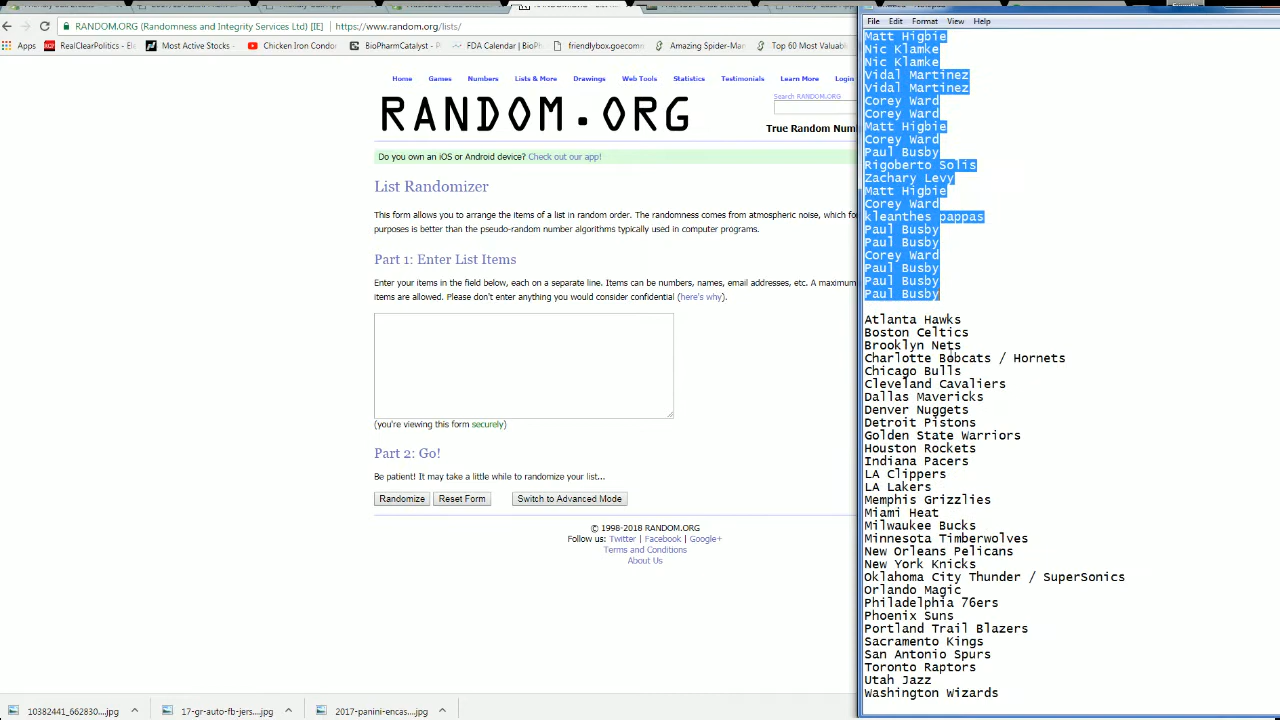 RANDOM.ORG (Randomness and Integrity Services Ltd) [IE]
https://www.random.org/lists/
Apps
RealClearPolitics - El
Chicken Iron Condor
BioPharmCatalyst - F
FDA Calendar | BioP
friendlybox.goecomm
Amazing Spider-Man
Top 60 Most Valuabl
Home
Games
Numbers
Lists & More
Drawings
Web Tools
Statistics
Testimonials
Learn More
Login
Search RANDOM.ORG
RANDOM.ORG
True Random Num
Do you own an iOS or Android device? Check out our app!
List Randomizer
This form allows you to arrange the items of a list in random order. The randomness comes from atmospheric noise, which for
purposes is better than the pseudo-random number algorithms typically used in computer programs.
Part 1: Enter List Items
Enter your items in the field below, each on a separate line. Items can be numbers, names, email addresses, etc. A maximum
items are allowed. Please don't enter anything you would consider confidential (here's why).
(you're viewing this form securely)
Part 2: Go!
Be patient! It may take a little while to randomize your list...
Randomize
Reset Form
Switch to Advanced Mode
© 1998-2018 RANDOM.ORG
Follow us: Twitter | Facebook | Google+
Terms and Conditions
About Us
10382441_662830....jpg
17-gr-auto-fb-jers....jpg
2017-panini-encas....jpg
File
Edit
Format
View
Help
Matt Higbie
Nic Klamke
Nic Klamke
Vidal Martinez
Vidal Martinez
Corey Ward
Corey Ward
Matt Higbie
Corey Ward
Paul Busby
Rigoberto Solis
Zachary Levy
Matt Higbie
Corey Ward
kleanthes pappas
Paul Busby
Paul Busby
Corey Ward
Paul Busby
Paul Busby
Paul Busby
Atlanta Hawks
Boston Celtics
Brooklyn Nets
Charlotte Bobcats / Hornets
Chicago Bulls
Cleveland Cavaliers
Dallas Mavericks
Denver Nuggets
Detroit Pistons
Golden State Warriors
Houston Rockets
Indiana Pacers
LA Clippers
LA Lakers
Memphis Grizzlies
Miami Heat
Milwaukee Bucks
Minnesota Timberwolves
New Orleans Pelicans
New York Knicks
Oklahoma City Thunder / SuperSonics
Orlando Magic
Philadelphia 76ers
Phoenix Suns
Portland Trail Blazers
Sacramento Kings
San Antonio Spurs
Toronto Raptors
Utah Jazz
Washington Wizards